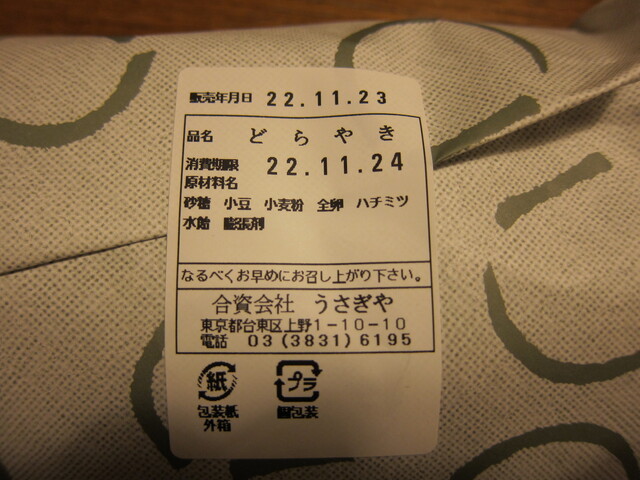 販売年月日 22.11.23
品名 どらやき
消費期限 22.11.24
原材料名
砂糖 小豆 小麦粉 全卵 ハチミツ
水飴 膨張剤
なるべくお早めにお召し上がり下さい。
合資会社 うさぎや
東京都台東区上野1-10-10
電話 03(3831)6195
紙 プラ
包装紙 個包装
外箱